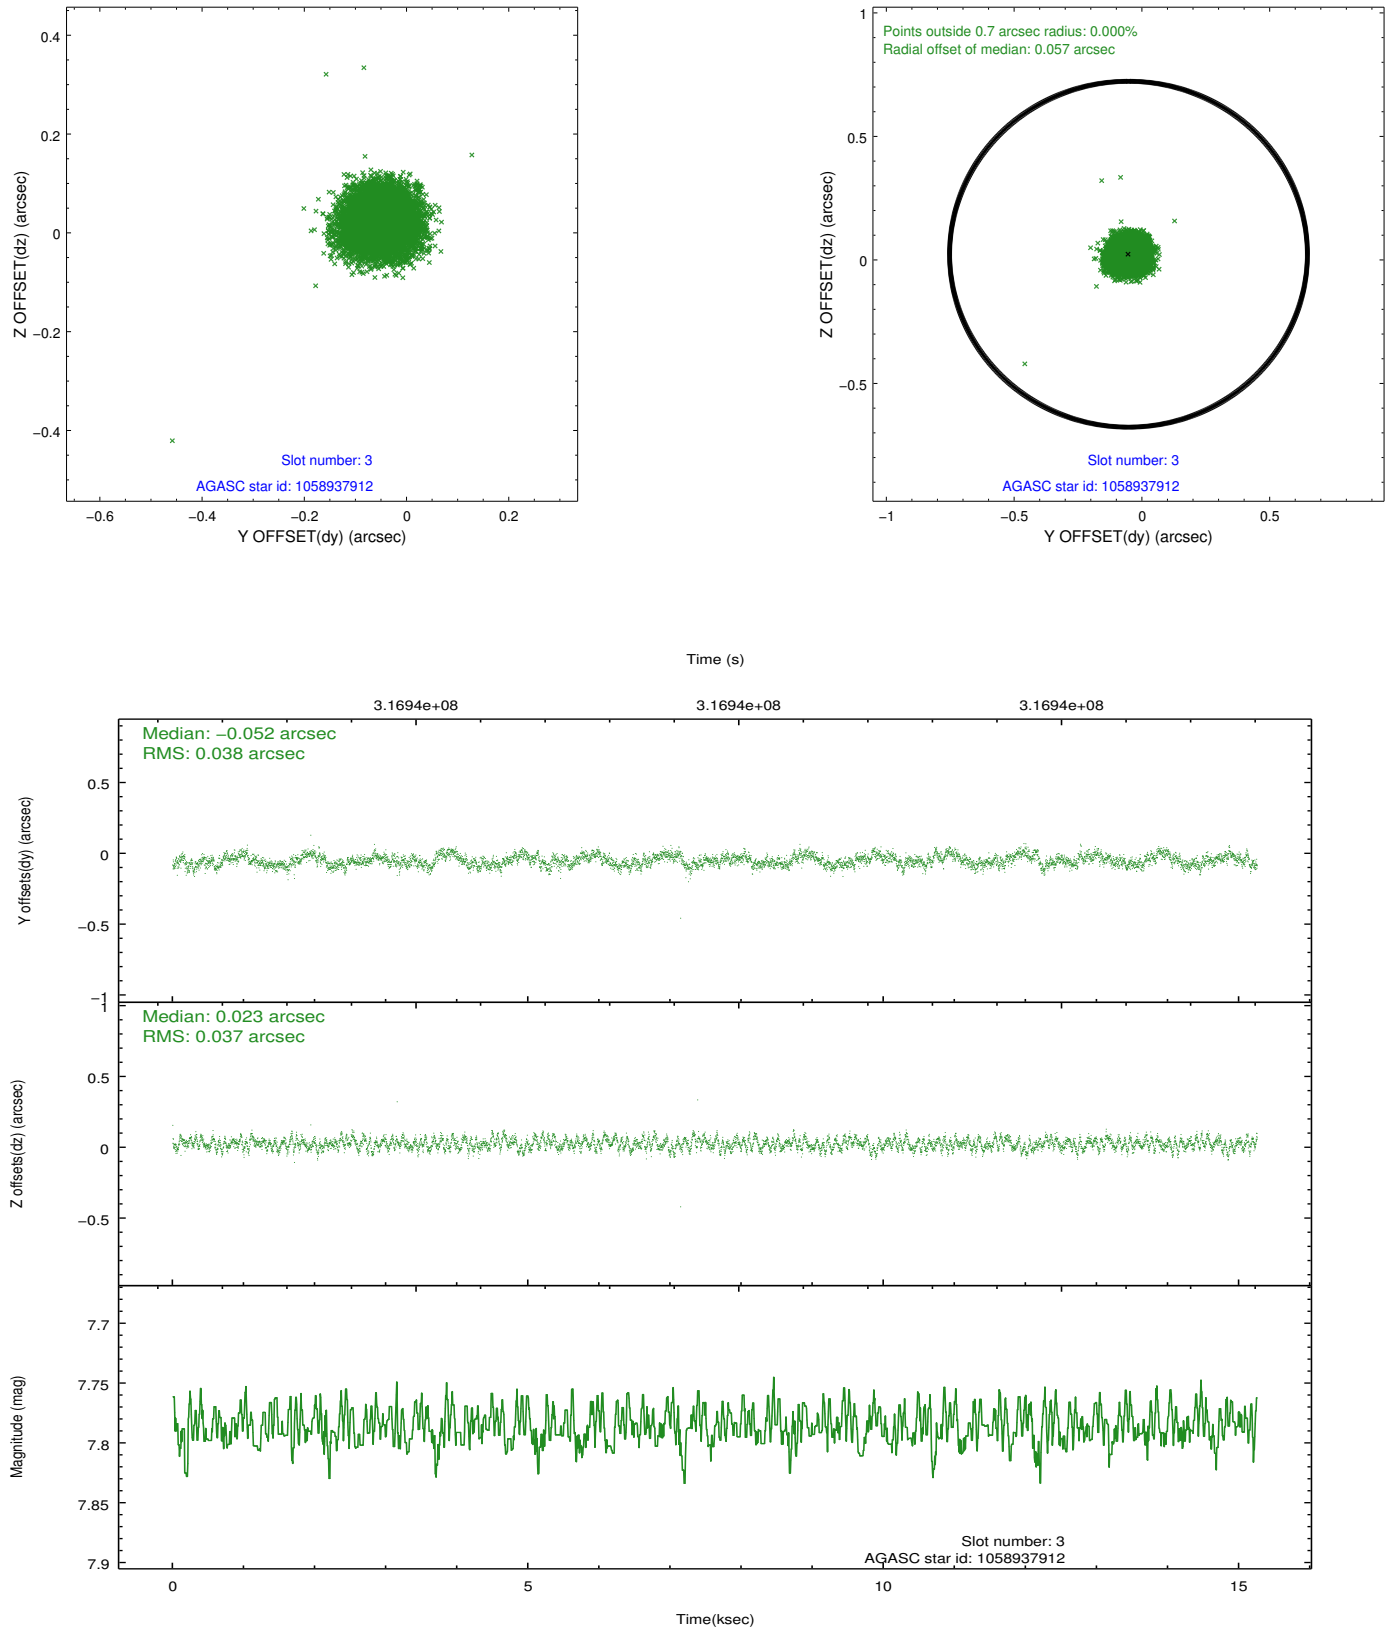 0.4
0.2
0
−0.2
−0.4
Z OFFSET(dz) (arcsec)
Slot number: 3
AGASC star id: 1058937912
−0.6
−0.4
−0.2
0
0.2
Y OFFSET(dy) (arcsec)
1
0.5
0
−0.5
Z OFFSET(dz) (arcsec)
Points outside 0.7 arcsec radius: 0.000%
Radial offset of median: 0.057 arcsec
Slot number: 3
AGASC star id: 1058937912
−1
−0.5
0
0.5
Y OFFSET(dy) (arcsec)
Time (s)
3.1694e+08
3.1694e+08
3.1694e+08
Median: −0.052 arcsec
RMS: 0.038 arcsec
0.5
0
−0.5
−1
Y offsets(dy) (arcsec)
Median: 0.023 arcsec
RMS: 0.037 arcsec
1
0.5
0
−0.5
Z offsets(dz) (arcsec)
7.7
7.75
7.8
7.85
7.9
Magnitude (mag)
Slot number: 3
AGASC star id: 1058937912
0
5
10
15
Time(ksec)